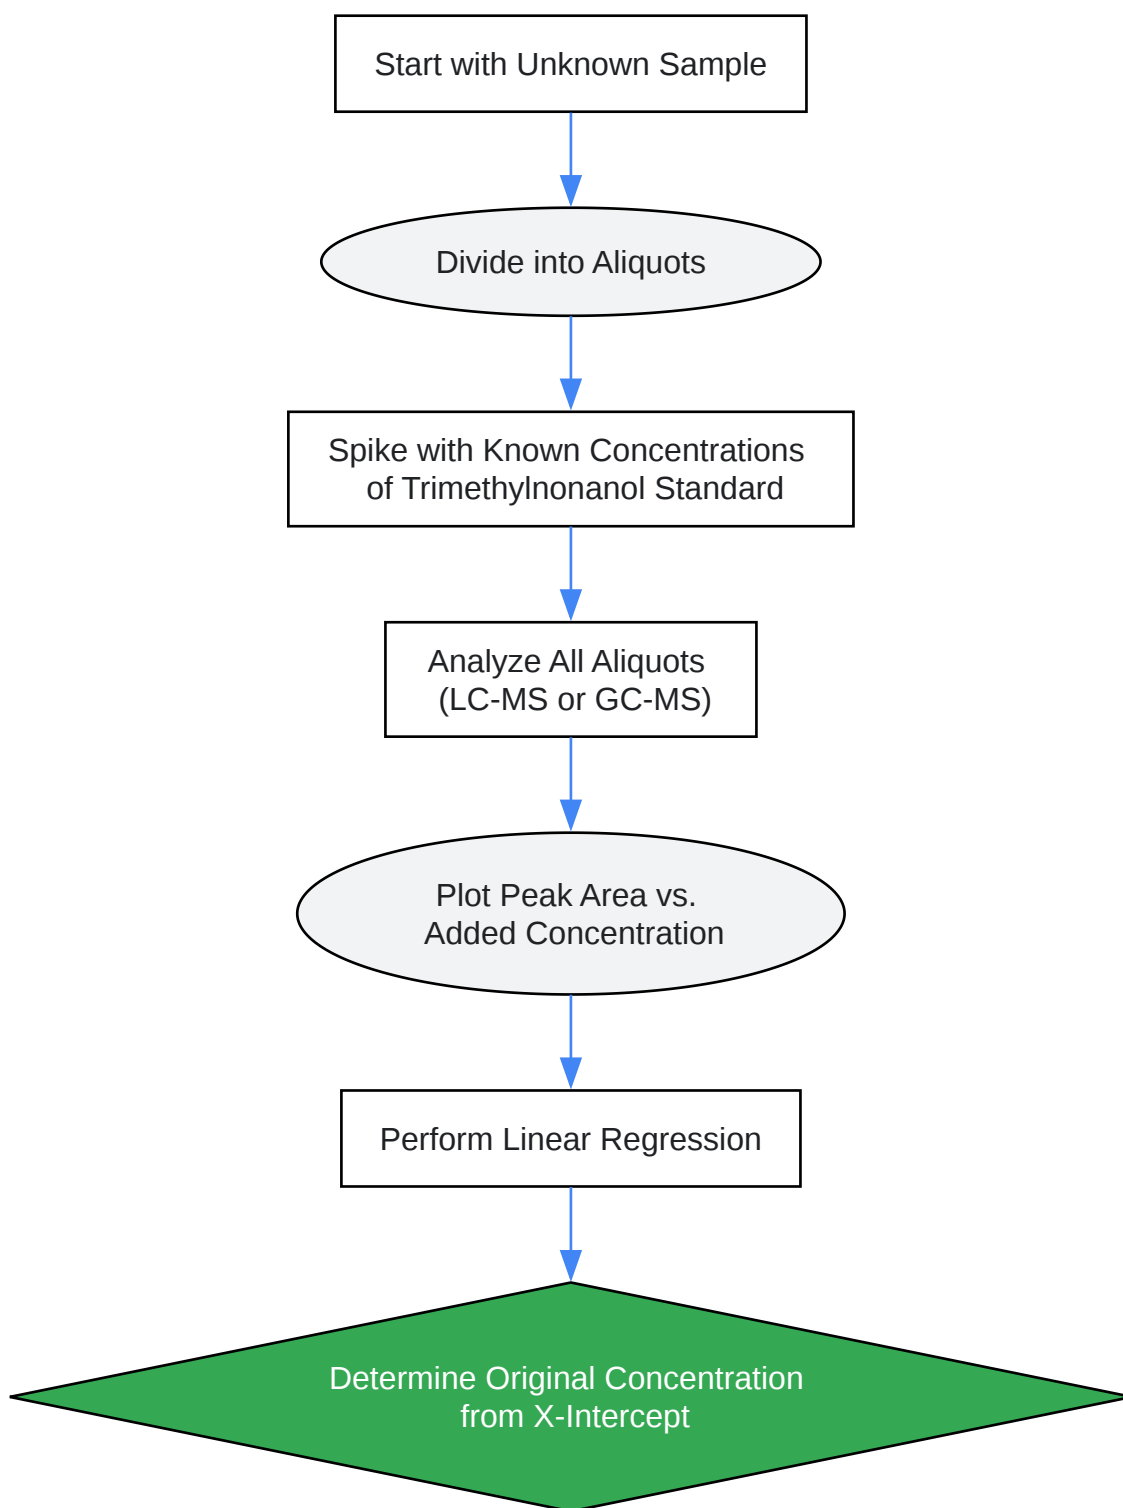 Start with Unknown Sample
Divide into Aliquots
Spike with Known Concentrations
of Trimethylnonanol Standard
Analyze All Aliquots
(LC-MS or GC-MS)
Plot Peak Area vs.
Added Concentration
Perform Linear Regression
Determine Original Concentration
from X-Intercept